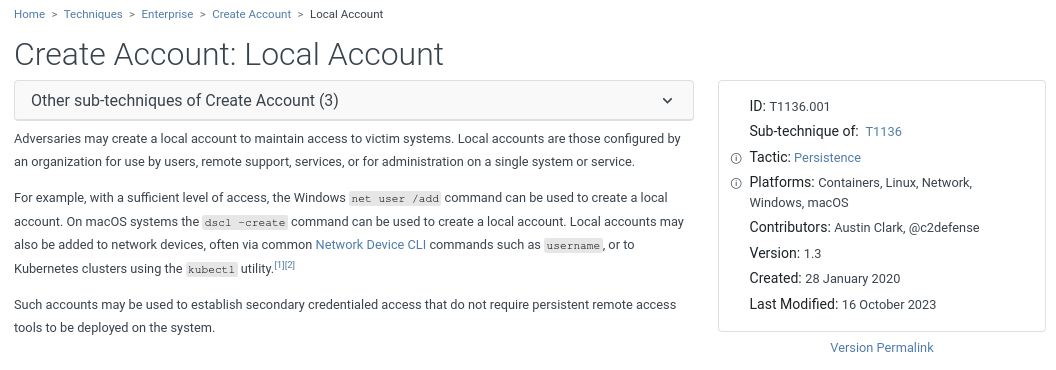 Home > Techniques > Enterprise > Create Account > Local Account
Create Account: Local Account
Other sub-techniques of Create Account (3)
Adversaries may create a local account to maintain access to victim systems. Local accounts are those configured by
an organization for use by users, remote support, services, or for administration on a single system or service.
For example, with a sufficient level of access, the Windows net user /add command can be used to create a local
account. On macOS systems the dscl -create command can be used to create a local account. Local accounts may
also be added to network devices, often via common Network Device CLI commands such as username, or to
Kubernetes clusters using the kubectl utility.[1][2]
Such accounts may be used to establish secondary credentialed access that do not require persistent remote access
tools to be deployed on the system.
ID: T1136.001
Sub-technique of: T1136
Tactic: Persistence
Platforms: Containers, Linux, Network,
Windows, macOS
Contributors: Austin Clark, @c2defense
Version: 1.3
Created: 28 January 2020
Last Modified: 16 October 2023
Version Permalink